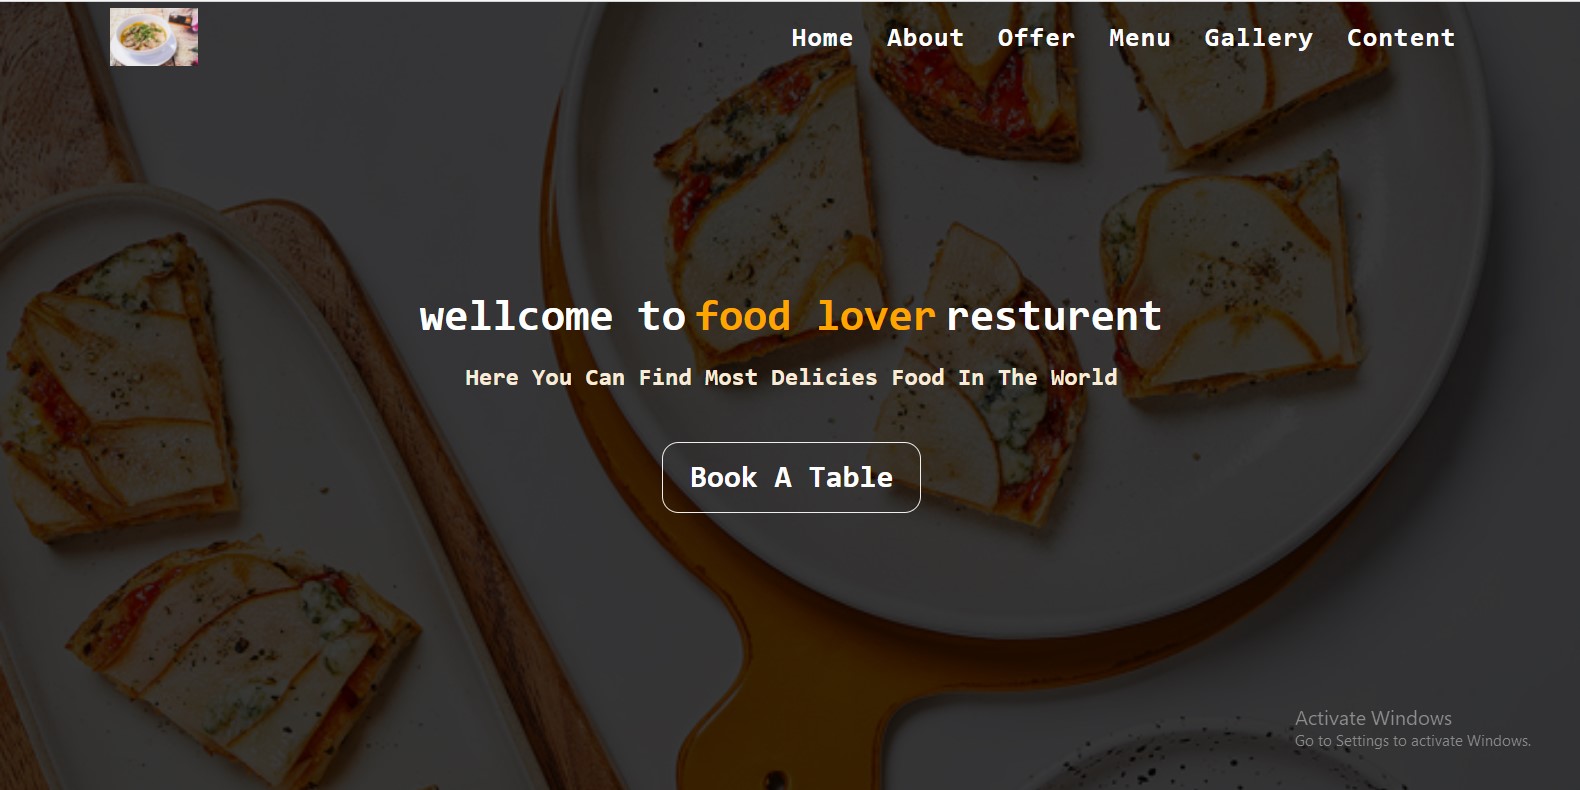 Home About Offer Menu Gallery Content
wellcome to food lover resturent
Here You Can Find Most Delicies Food In The World
Book A Table
Activate Windows
Go to Settings to activate Windows.